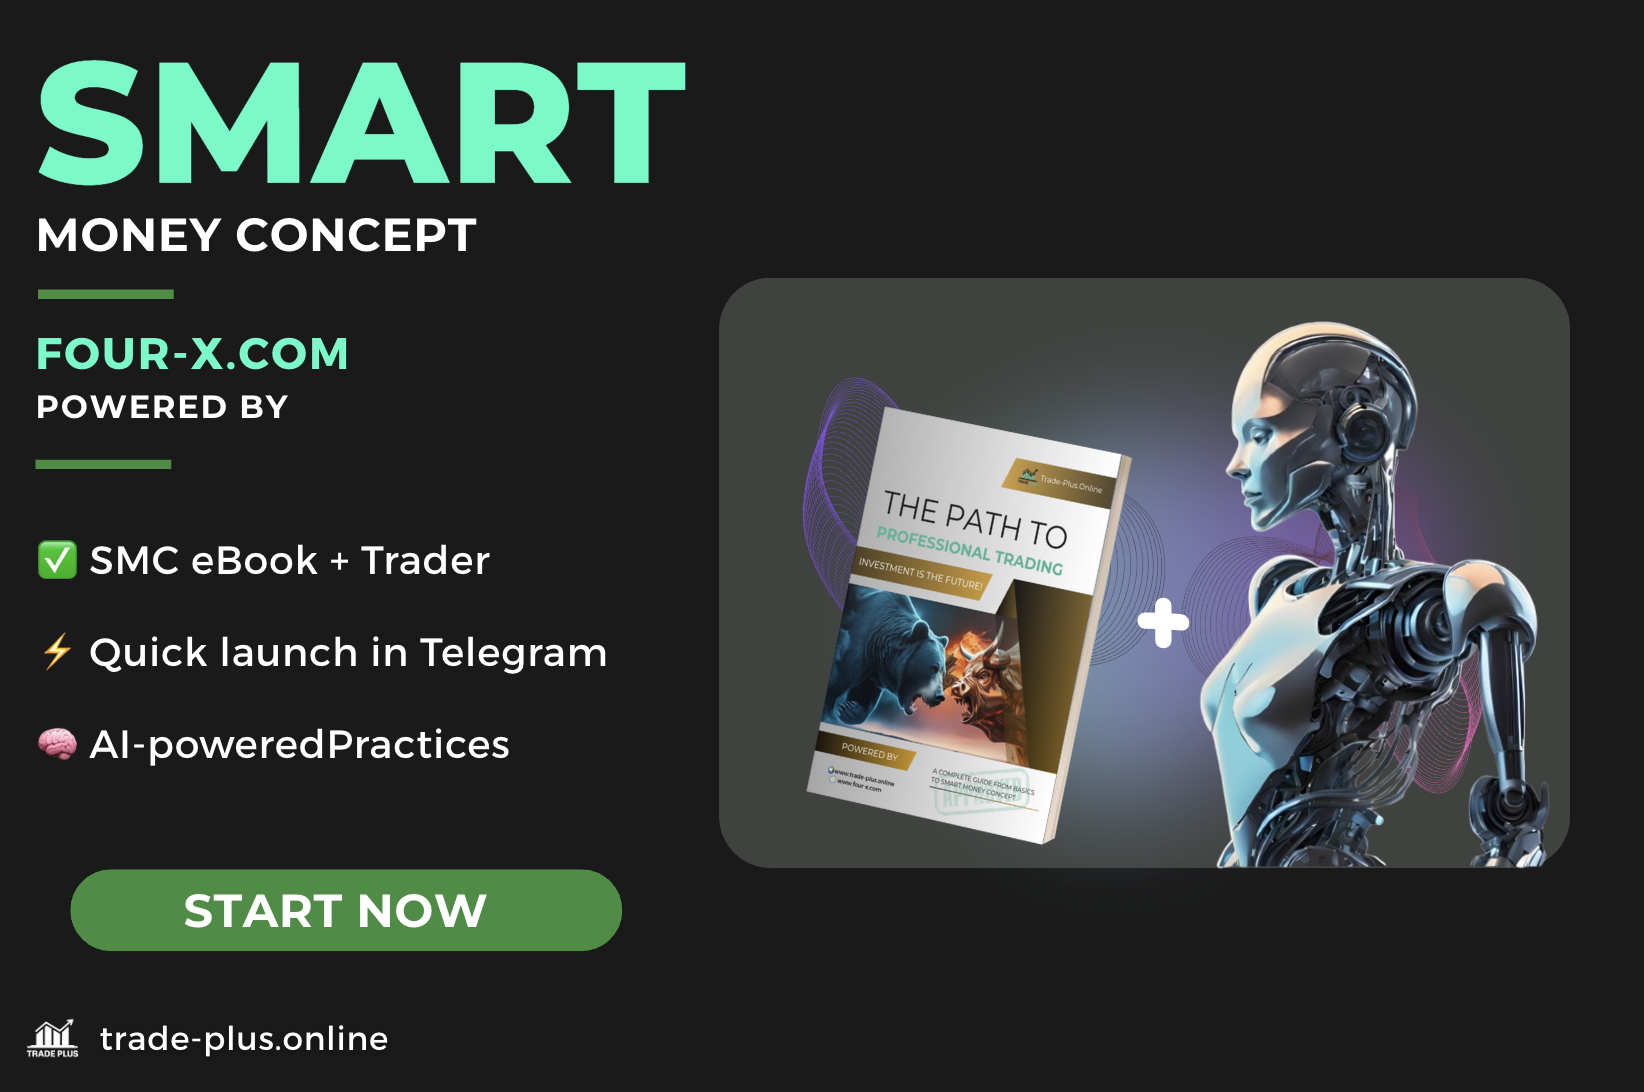 SMART
MONEY CONCEPT
FOUR-X.COM
POWERED BY
✅ SMC eBook + Trader
⚡ Quick launch in Telegram
🧠 AI-poweredPractices
START NOW
TRADE PLUS
trade-plus.online
Trade-Plus.Online
THE PATH TO
PROFESSIONAL TRADING
INVESTMENT IS THE FUTURE!
POWERED BY
www.trade-plus.online
www.four-x.com
A COMPLETE GUIDE FROM BASICS
TO SMART MONEY CONCEPT
APPROVED